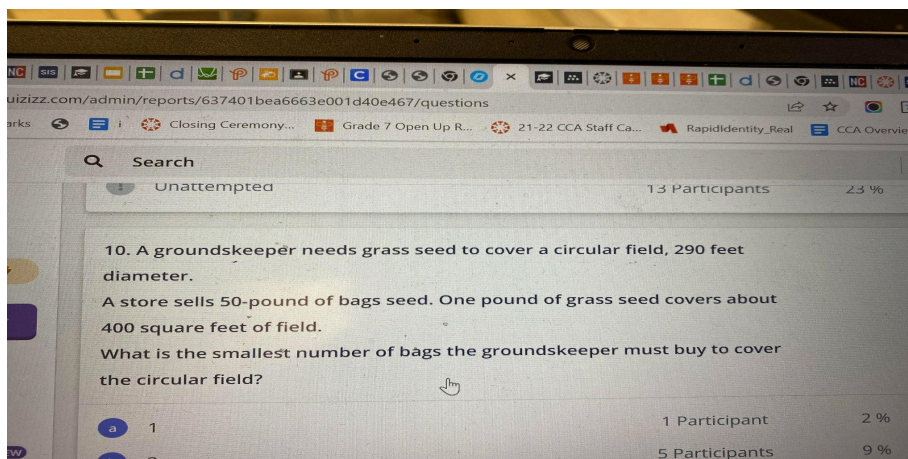 NC SIS
uizizz.com/admin/reports/637401bea6663e001d40e467/questions
arks Closing Ceremony... Grade 7 Open Up R... 21-22 CCA Staff Ca... RapidIdentity_Real CCA Overvie
Search
Unattempted 13 Participants 23 %
10. A groundskeeper needs grass seed to cover a circular field, 290 feet
diameter.
A store sells 50-pound of bags seed. One pound of grass seed covers about
400 square feet of field.
What is the smallest number of bags the groundskeeper must buy to cover
the circular field?
a 1 1 Participant 2 %
5 Participants 9 %